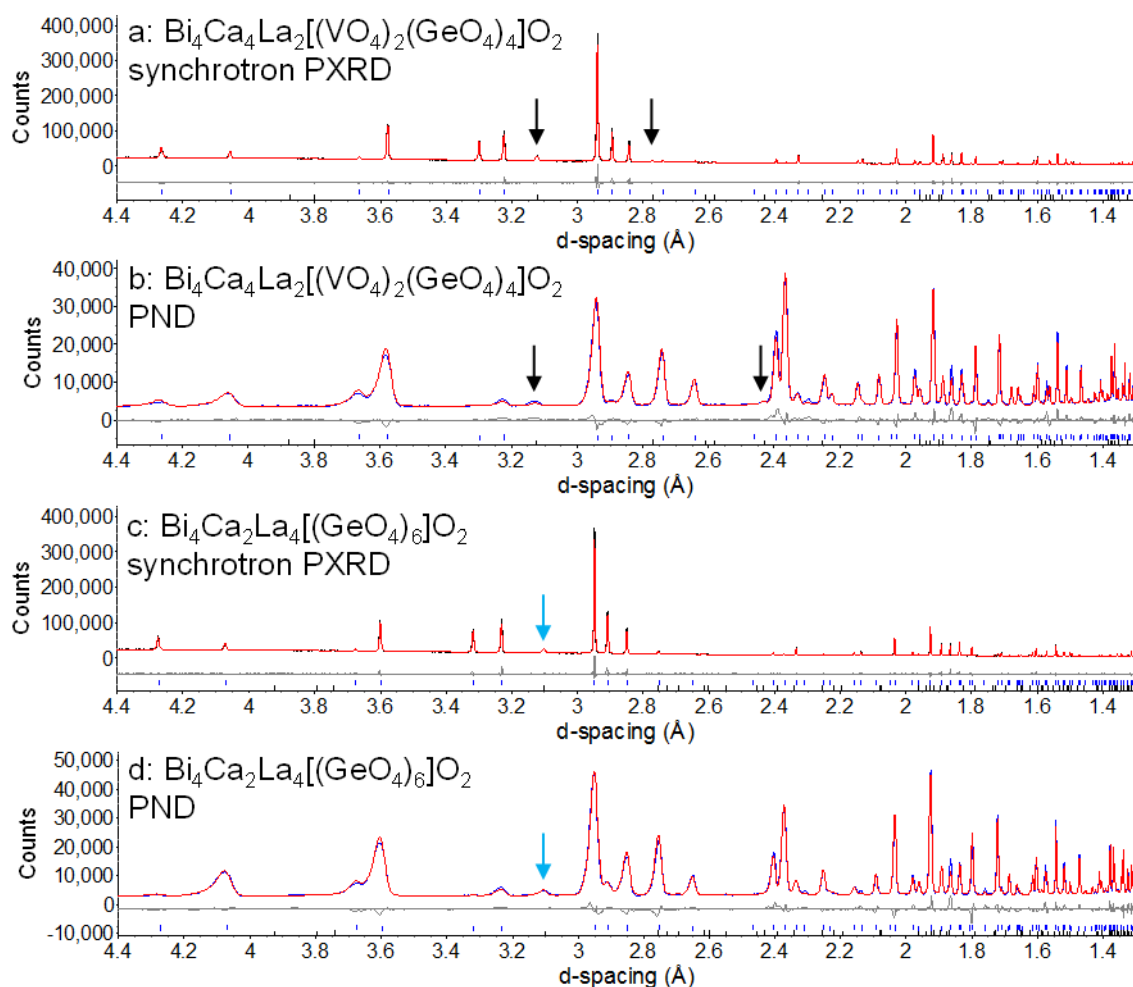 a: Bi₄Ca₄La₂[(VO₄)₂(GeO₄)₄]O₂
synchrotron PXRD
Counts
400,000
300,000
200,000
100,000
0
4.4 4.2 4 3.8 3.6 3.4 3.2 3 2.8 2.6 2.4 2.2 2 1.8 1.6 1.4
d-spacing (Å)
b: Bi₄Ca₄La₂[(VO₄)₂(GeO₄)₄]O₂
PND
Counts
40,000
30,000
20,000
10,000
0
4.4 4.2 4 3.8 3.6 3.4 3.2 3 2.8 2.6 2.4 2.2 2 1.8 1.6 1.4
d-spacing (Å)
c: Bi₄Ca₂La₄[(GeO₄)₆]O₂
synchrotron PXRD
Counts
400,000
300,000
200,000
100,000
0
4.4 4.2 4 3.8 3.6 3.4 3.2 3 2.8 2.6 2.4 2.2 2 1.8 1.6 1.4
d-spacing (Å)
d: Bi₄Ca₂La₄[(GeO₄)₆]O₂
PND
Counts
50,000
40,000
30,000
20,000
10,000
0
-10,000
4.4 4.2 4 3.8 3.6 3.4 3.2 3 2.8 2.6 2.4 2.2 2 1.8 1.6 1.4
d-spacing (Å)